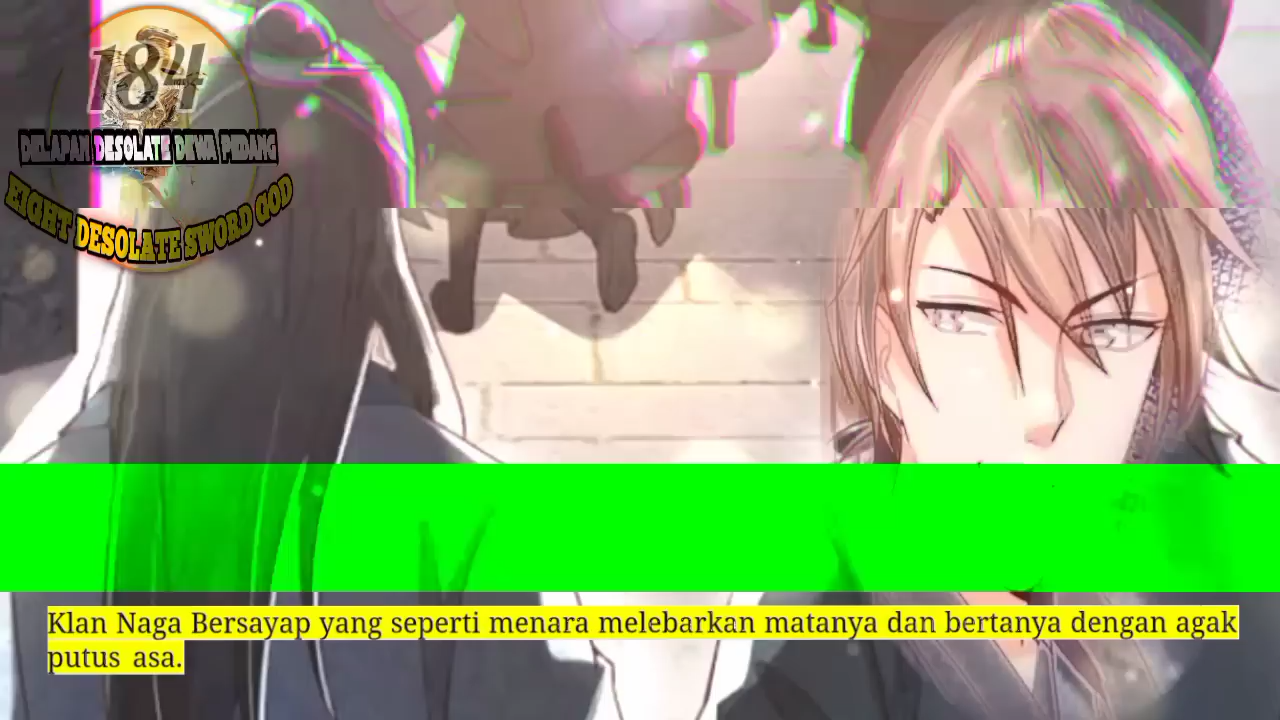 184
DELAPAN DESOLATE DEWA PEDANG
EIGHT DESOLATE SWORD GOD
Klan Naga Bersayap yang seperti menara melebarkan matanya dan bertanya dengan agak
putus asa.